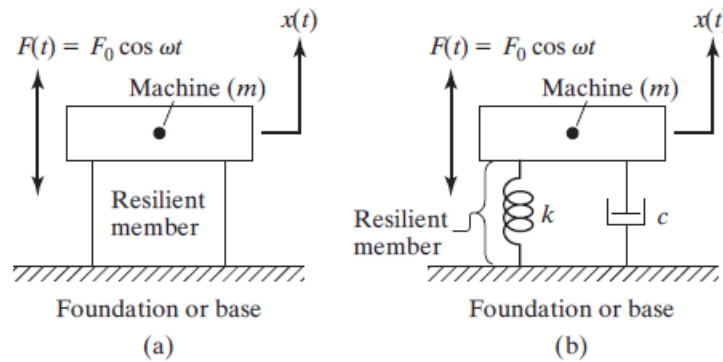 x(t)
F(t) = F₀ cos ωt
Machine (m)
Resilient
member
Foundation or base
(a)
x(t)
F(t) = F₀ cos ωt
Machine (m)
Resilient
member
k
c
Foundation or base
(b)